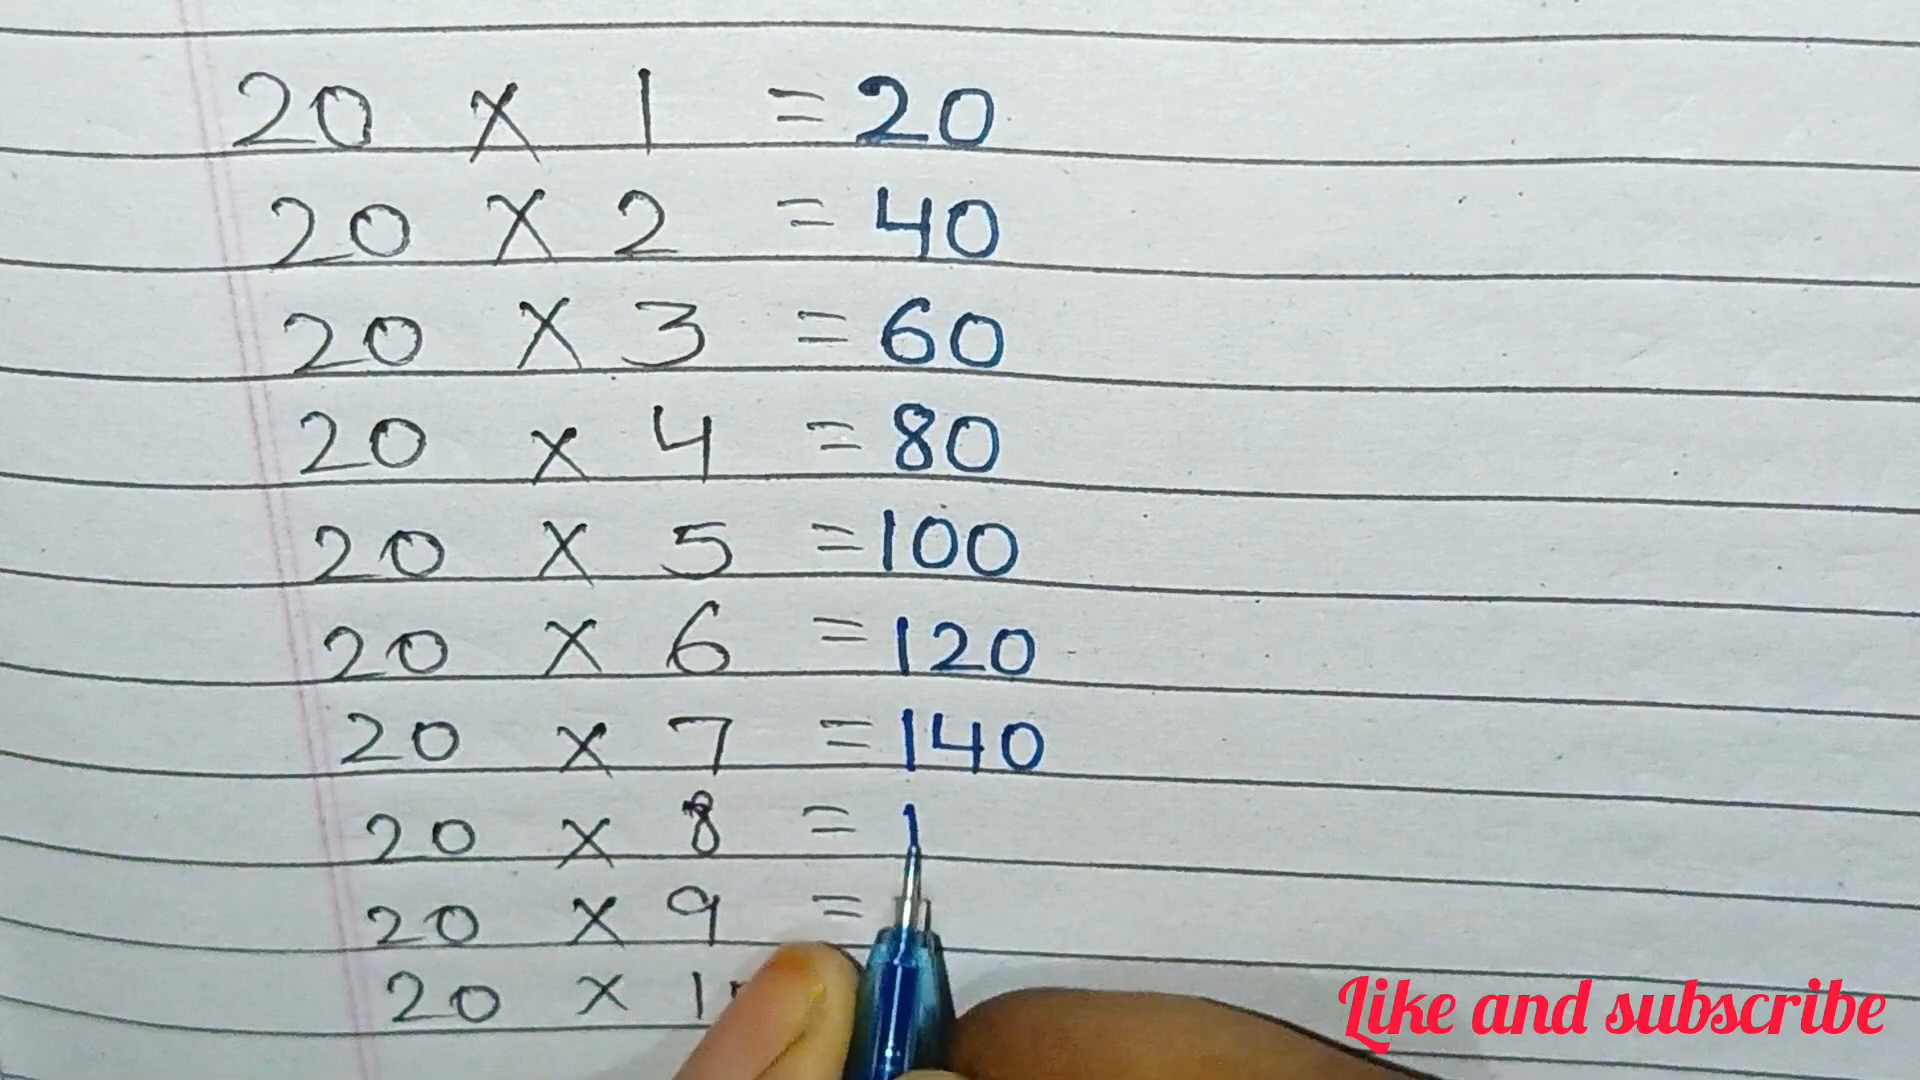 20 × 1 = 20
20 × 2 = 40
20 × 3 = 60
20 × 4 = 80
20 × 5 = 100
20 × 6 = 120
20 × 7 = 140
20 × 8 = 1
20 × 9 =
20 × 1
Like and subscribe